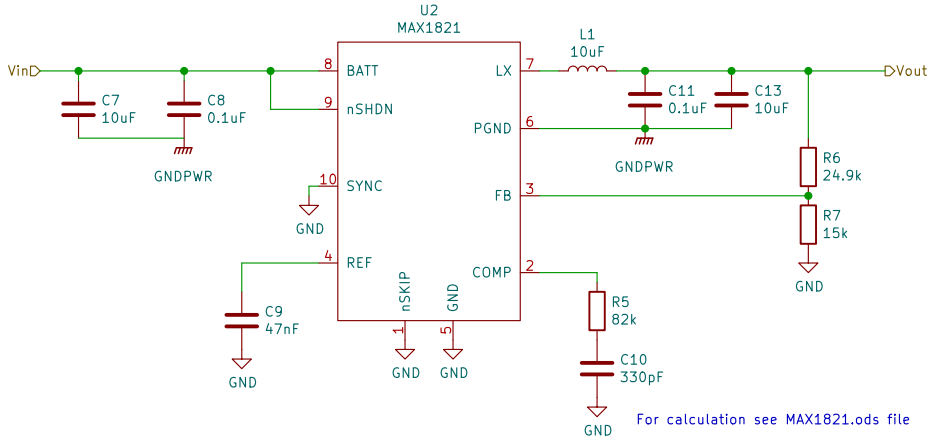 U2
MAX1821
L1
10uF
Vin
8
BATT
LX
7
Vout
C7
10uF
C8
0.1uF
9
nSHDN
C11
0.1uF
C13
10uF
PGND
6
GNDPWR
GNDPWR
R6
24.9k
10
SYNC
FB
3
GND
R7
15k
4
REF
COMP
2
GND
nSKIP
GND
C9
47nF
R5
82k
1
5
GND
GND
GND
C10
330pF
GND
For calculation see MAX1821.ods file